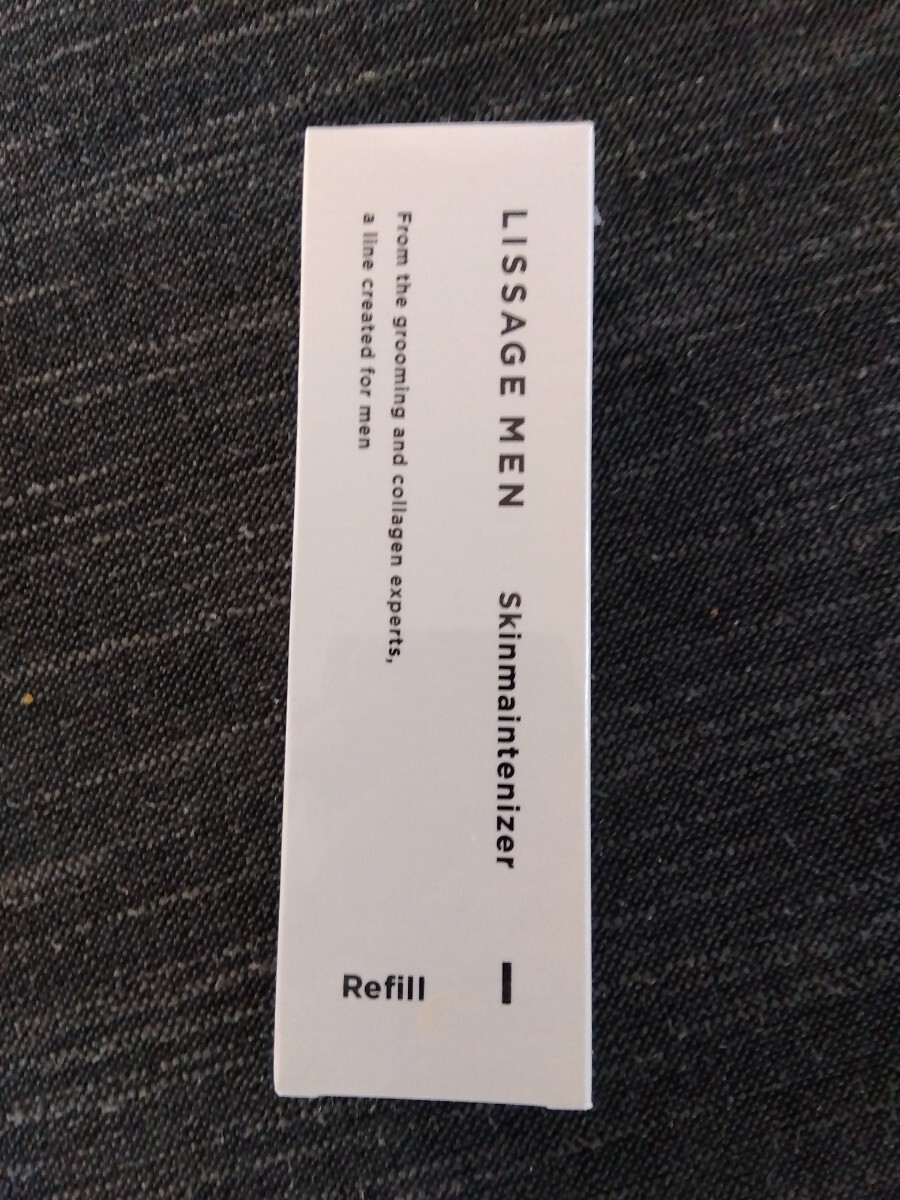 LISSAGE MEN Skinmaintenizer
From the grooming and collagen experts,
a line created for men
Refill